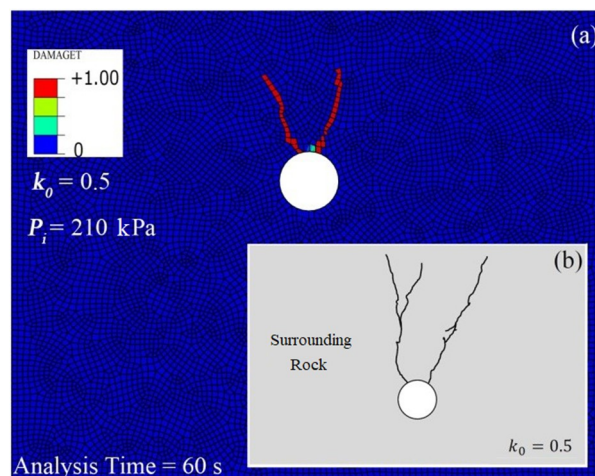 (a)
DAMAGET
+1.00
0
k₀ = 0.5
Pᵢ = 210 kPa
(b)
Surrounding
Rock
k₀ = 0.5
Analysis Time = 60 s